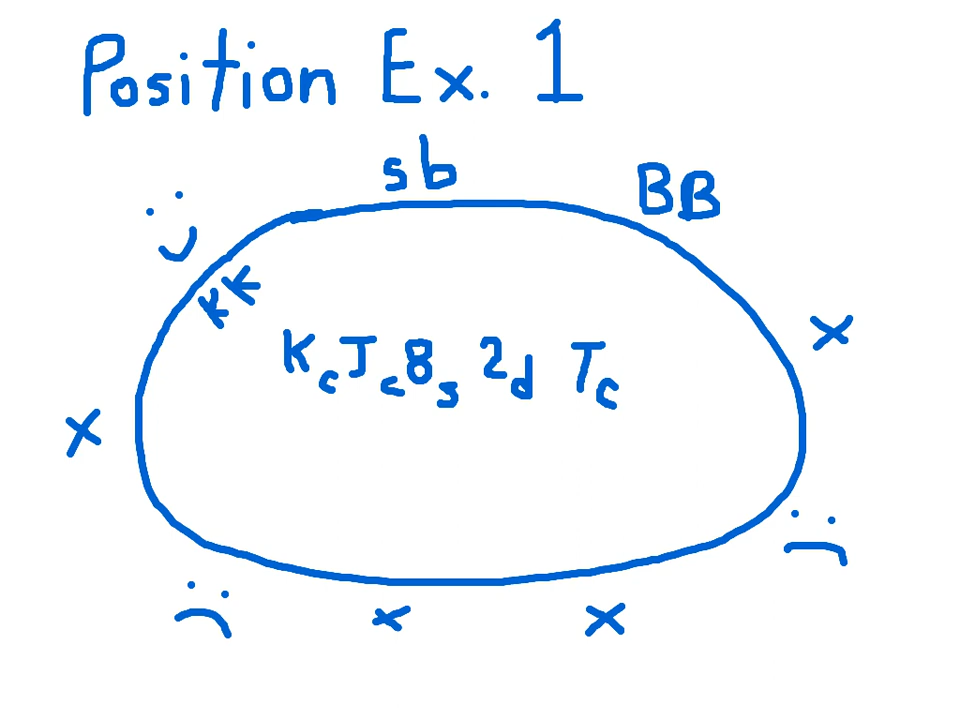 Position Ex. 1
sb
BB
KK
x
KcJc8s 2d Tc
x
x
x